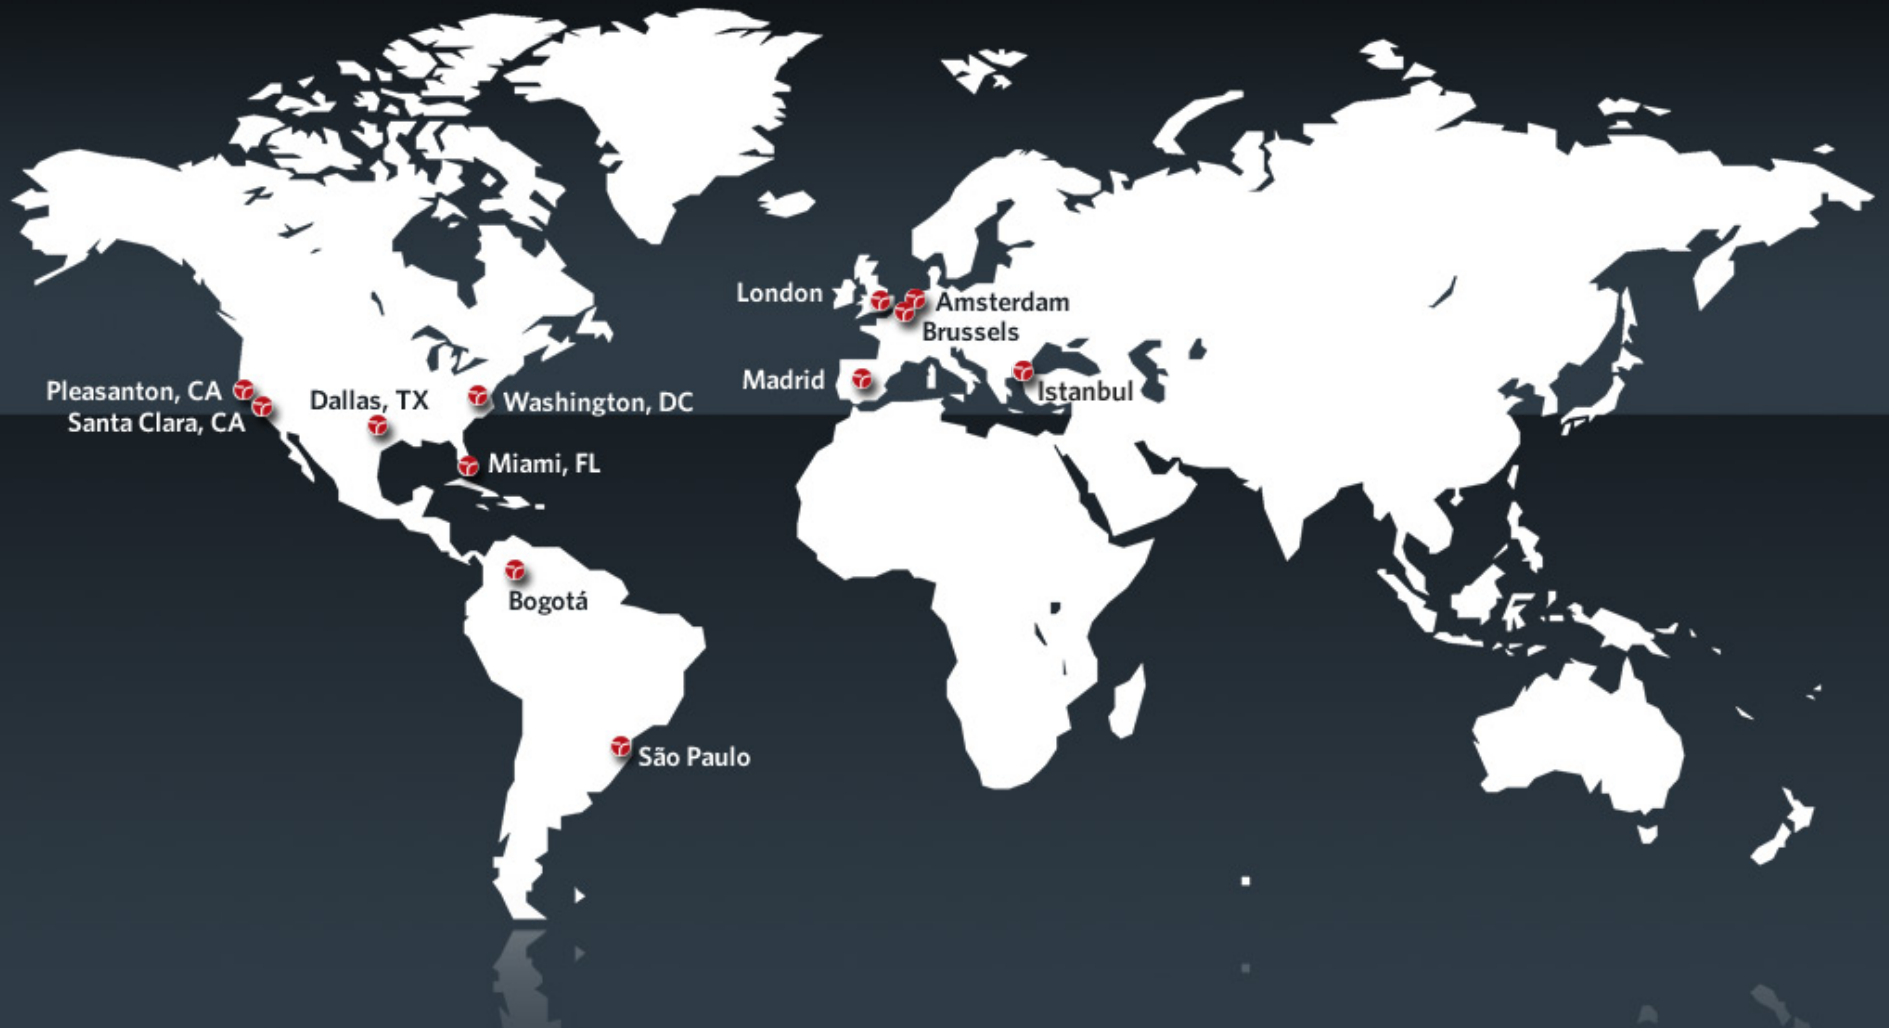 London
Amsterdam
Brussels
Madrid
Istanbul
Pleasanton, CA
Santa Clara, CA
Dallas, TX
Washington, DC
Miami, FL
Bogotá
São Paulo